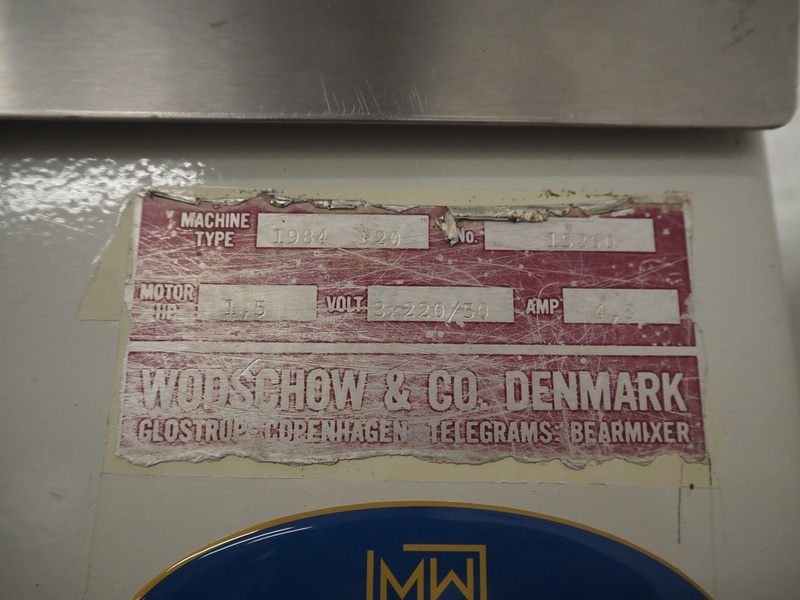 MACHINE TYPE 1984 R20 No.
MOTOR HP 1,5 VOLT 3x220/50 AMP
WODSCHOW & CO. DENMARK
GLOSTRUP-COPENHAGEN TELEGRAMS: BEARMIXER
MW